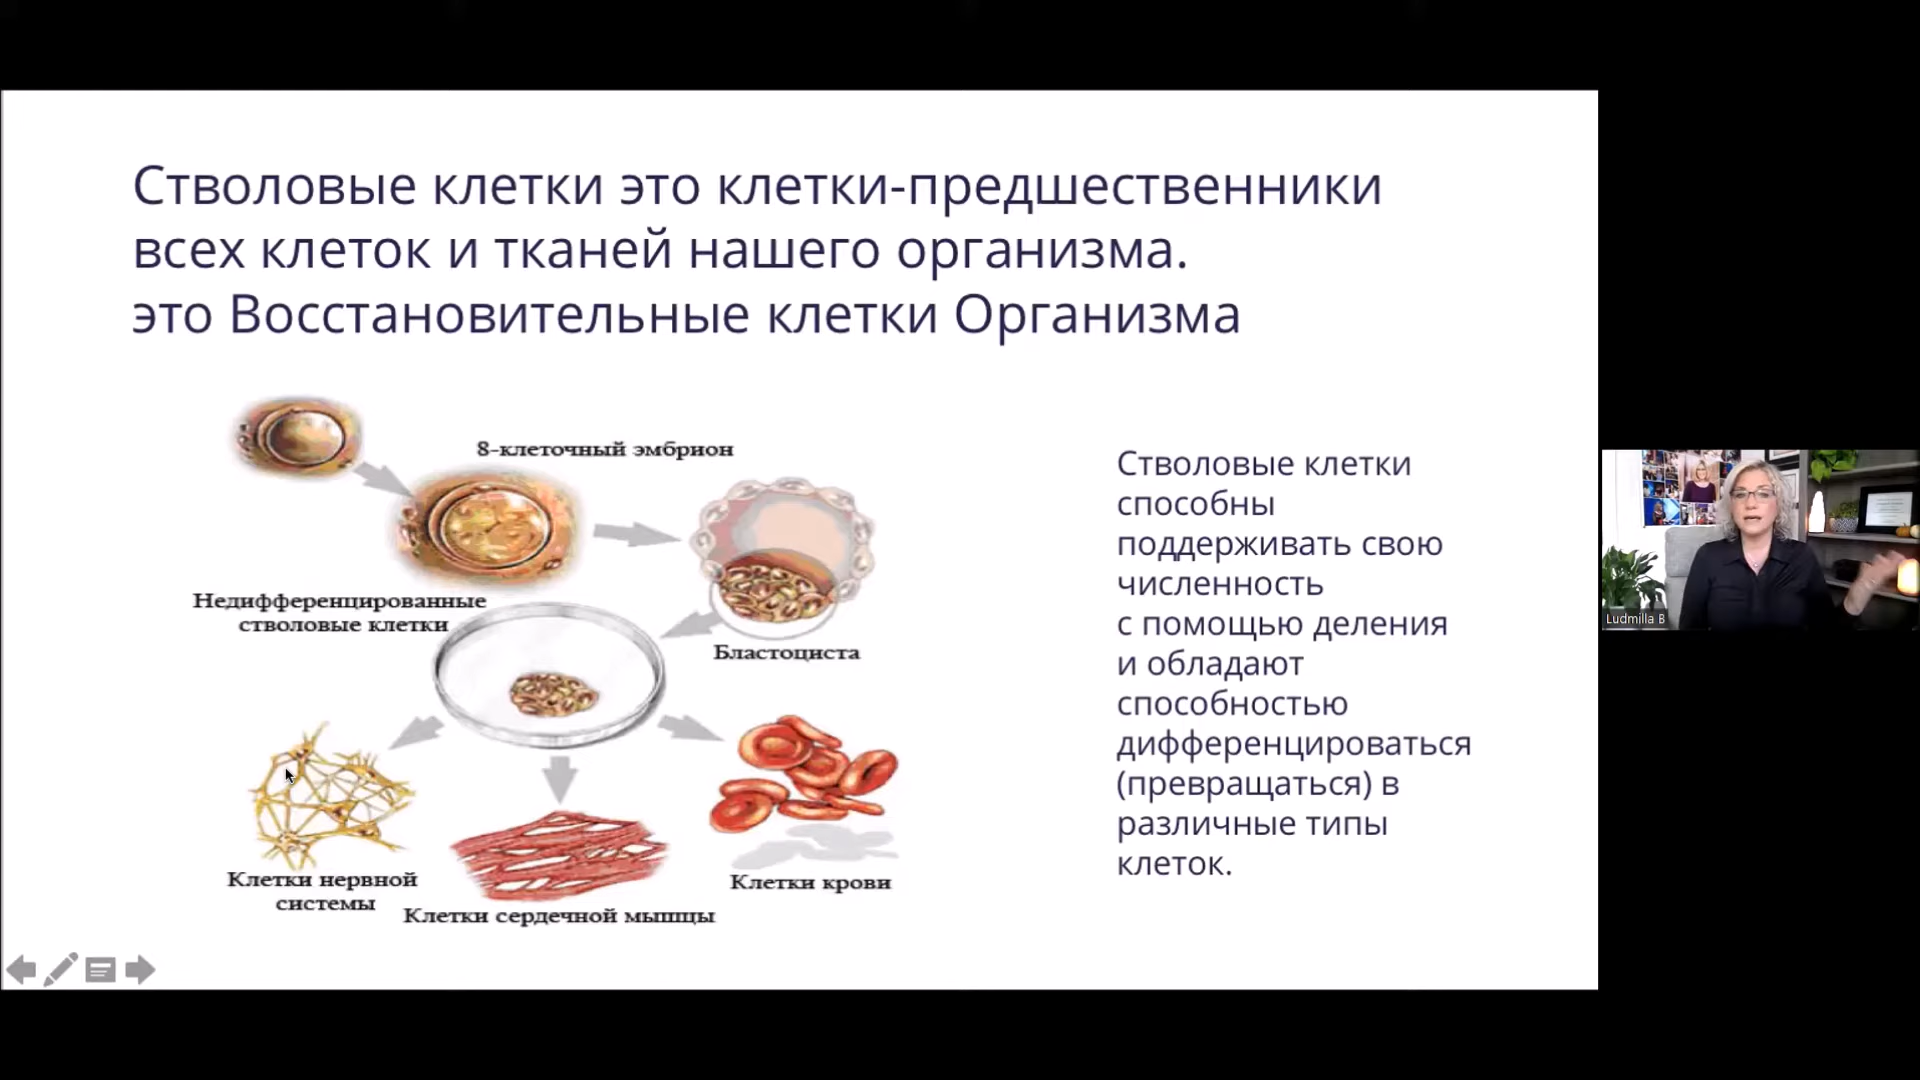 Стволовые клетки это клетки-предшественники
всех клеток и тканей нашего организма.
это Восстановительные клетки Организма
8-клеточный эмбрион
Недифференцированные
стволовые клетки
Бластоциста
Клетки нервной
системы
Клетки сердечной мышцы
Клетки крови
Стволовые клетки
способны
поддерживать свою
численность
с помощью деления
и обладают
способностью
дифференцироваться
(превращаться) в
различные типы
клеток.
Ludmilla B